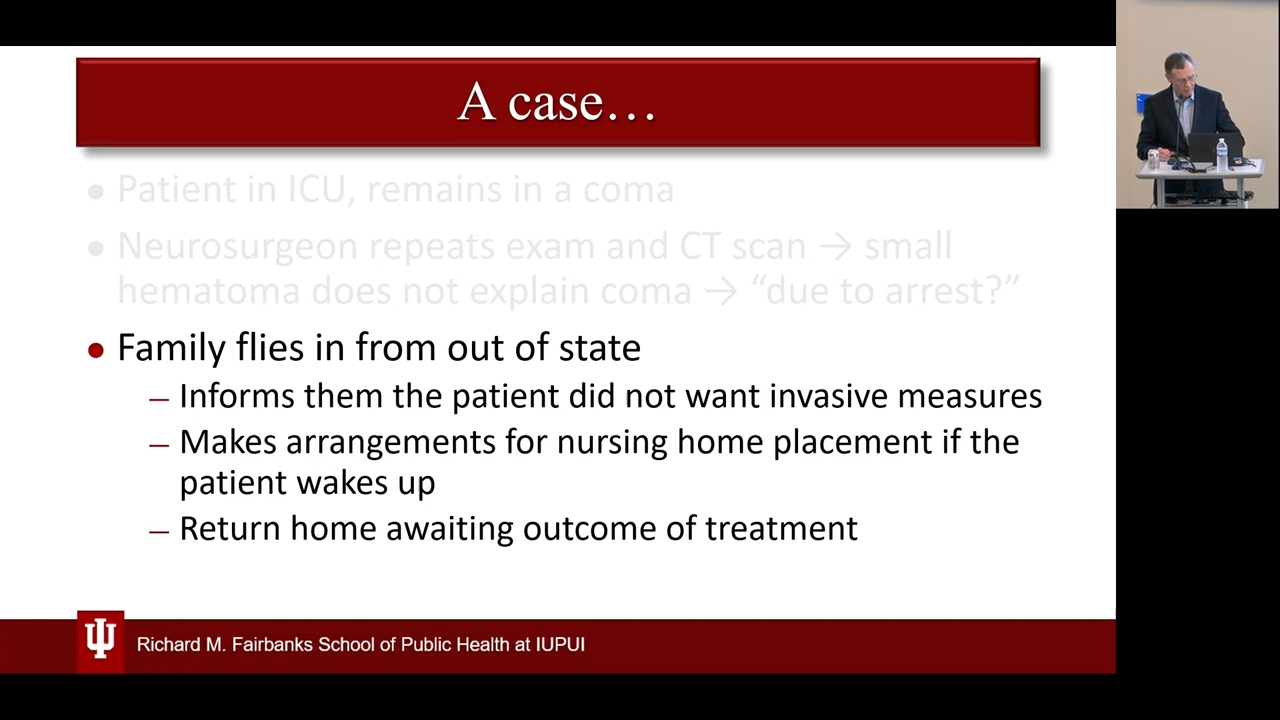 A case…
• Patient in ICU, remains in a coma
• Neurosurgeon repeats exam and CT scan → small
hematoma does not explain coma → “due to arrest?”
• Family flies in from out of state
– Informs them the patient did not want invasive measures
– Makes arrangements for nursing home placement if the
patient wakes up
– Return home awaiting outcome of treatment
Richard M. Fairbanks School of Public Health at IUPUI